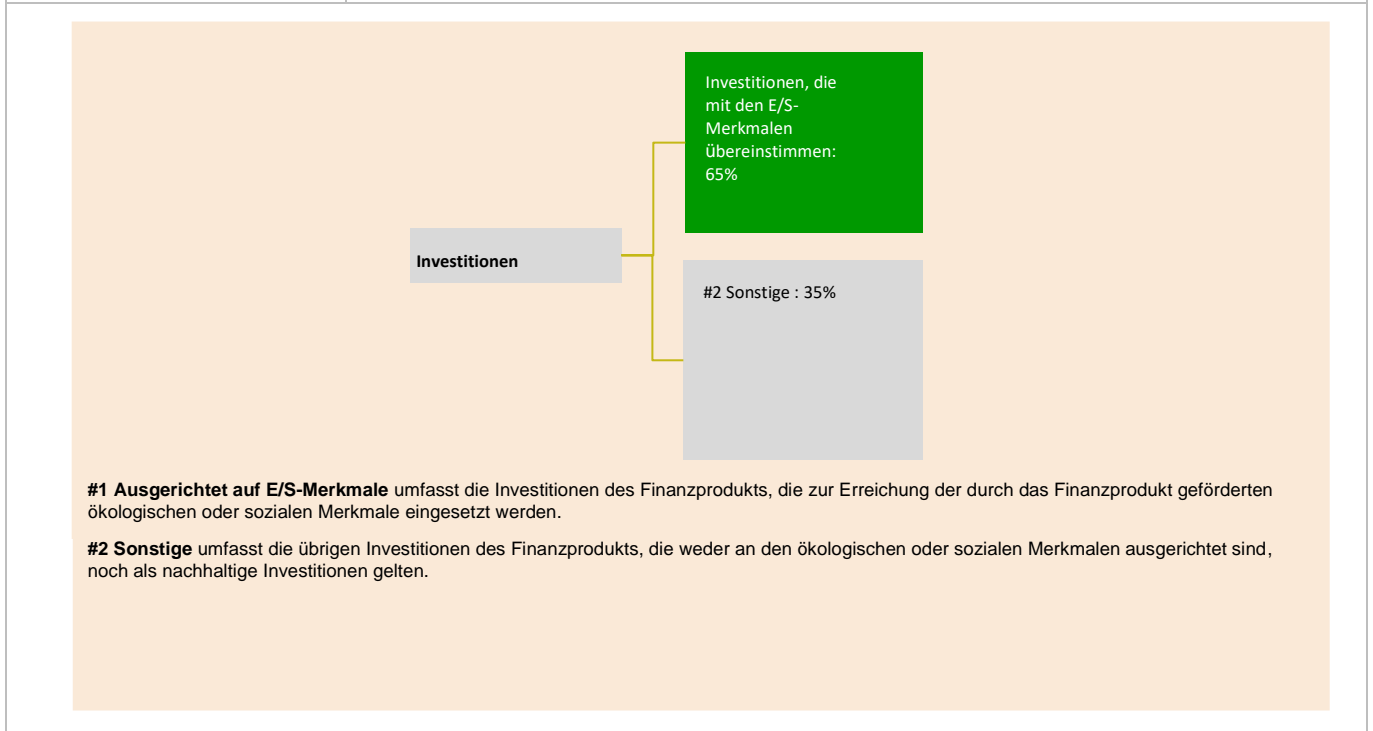 Investitionen, die
mit den E/S-
Merkmalen
übereinstimmen:
65%
Investitionen
#2 Sonstige : 35%
#1 Ausgerichtet auf E/S-Merkmale umfasst die Investitionen des Finanzprodukts, die zur Erreichung der durch das Finanzprodukt geförderten
ökologischen oder sozialen Merkmale eingesetzt werden.
#2 Sonstige umfasst die übrigen Investitionen des Finanzprodukts, die weder an den ökologischen oder sozialen Merkmalen ausgerichtet sind,
noch als nachhaltige Investitionen gelten.